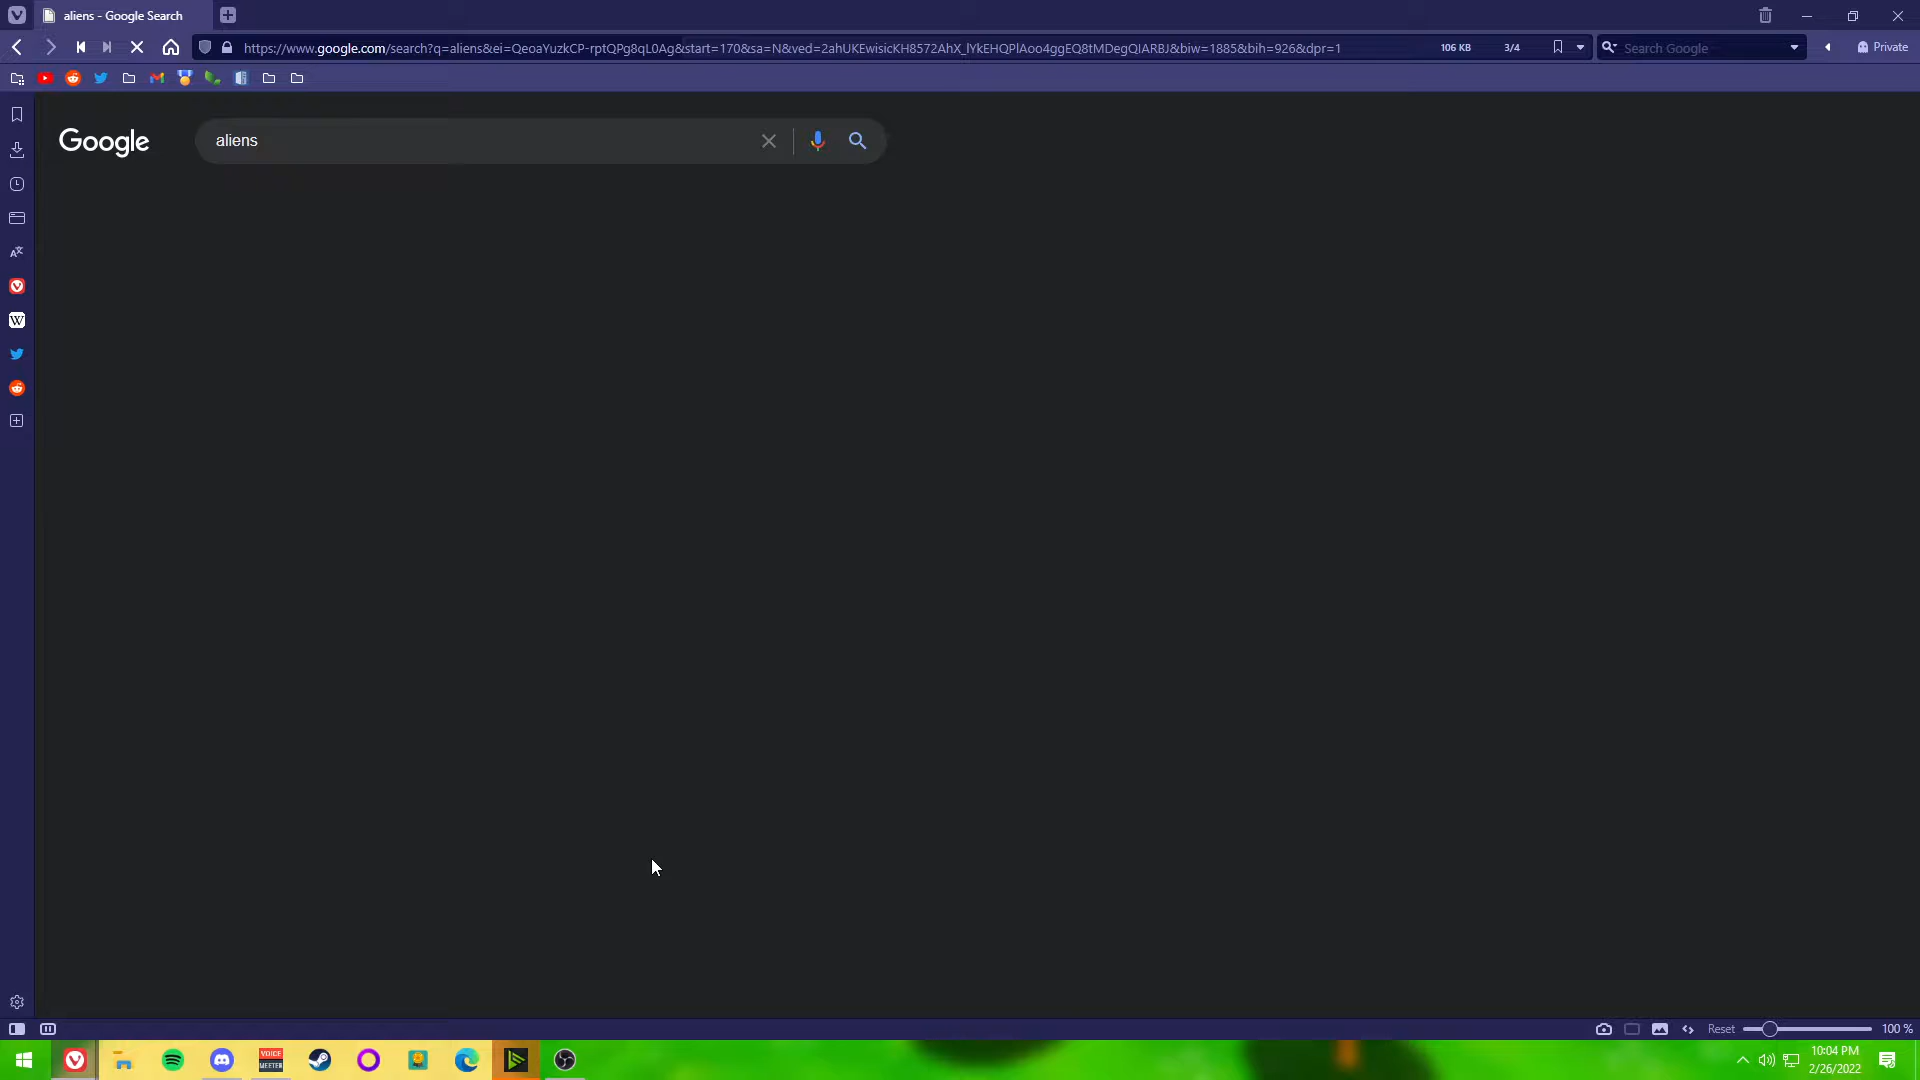 aliens - Google Search
https://www.google.com/search?q=aliens&ei=QeoaYuzkCP-rptQPg8qL0Ag&start=170&sa=N&ved=2ahUKEwisicKH8572AhX_lYkEHQPlAoo4ggEQ8tMDegQIARBJ&biw=1885&bih=926&dpr=1
106 KB
3/4
Search Google
Private
Google
aliens
W
Reset
100 %
VOICE
MEETER
10:04 PM
2/26/2022